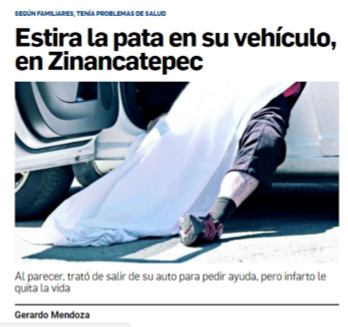 SEGÚN FAMILIARES, TENÍA PROBLEMAS DE SALUD
Estira la pata en su vehículo,
en Zinancatepec
Al parecer, trató de salir de su auto para pedir ayuda, pero infarto le
quita la vida
Gerardo Mendoza